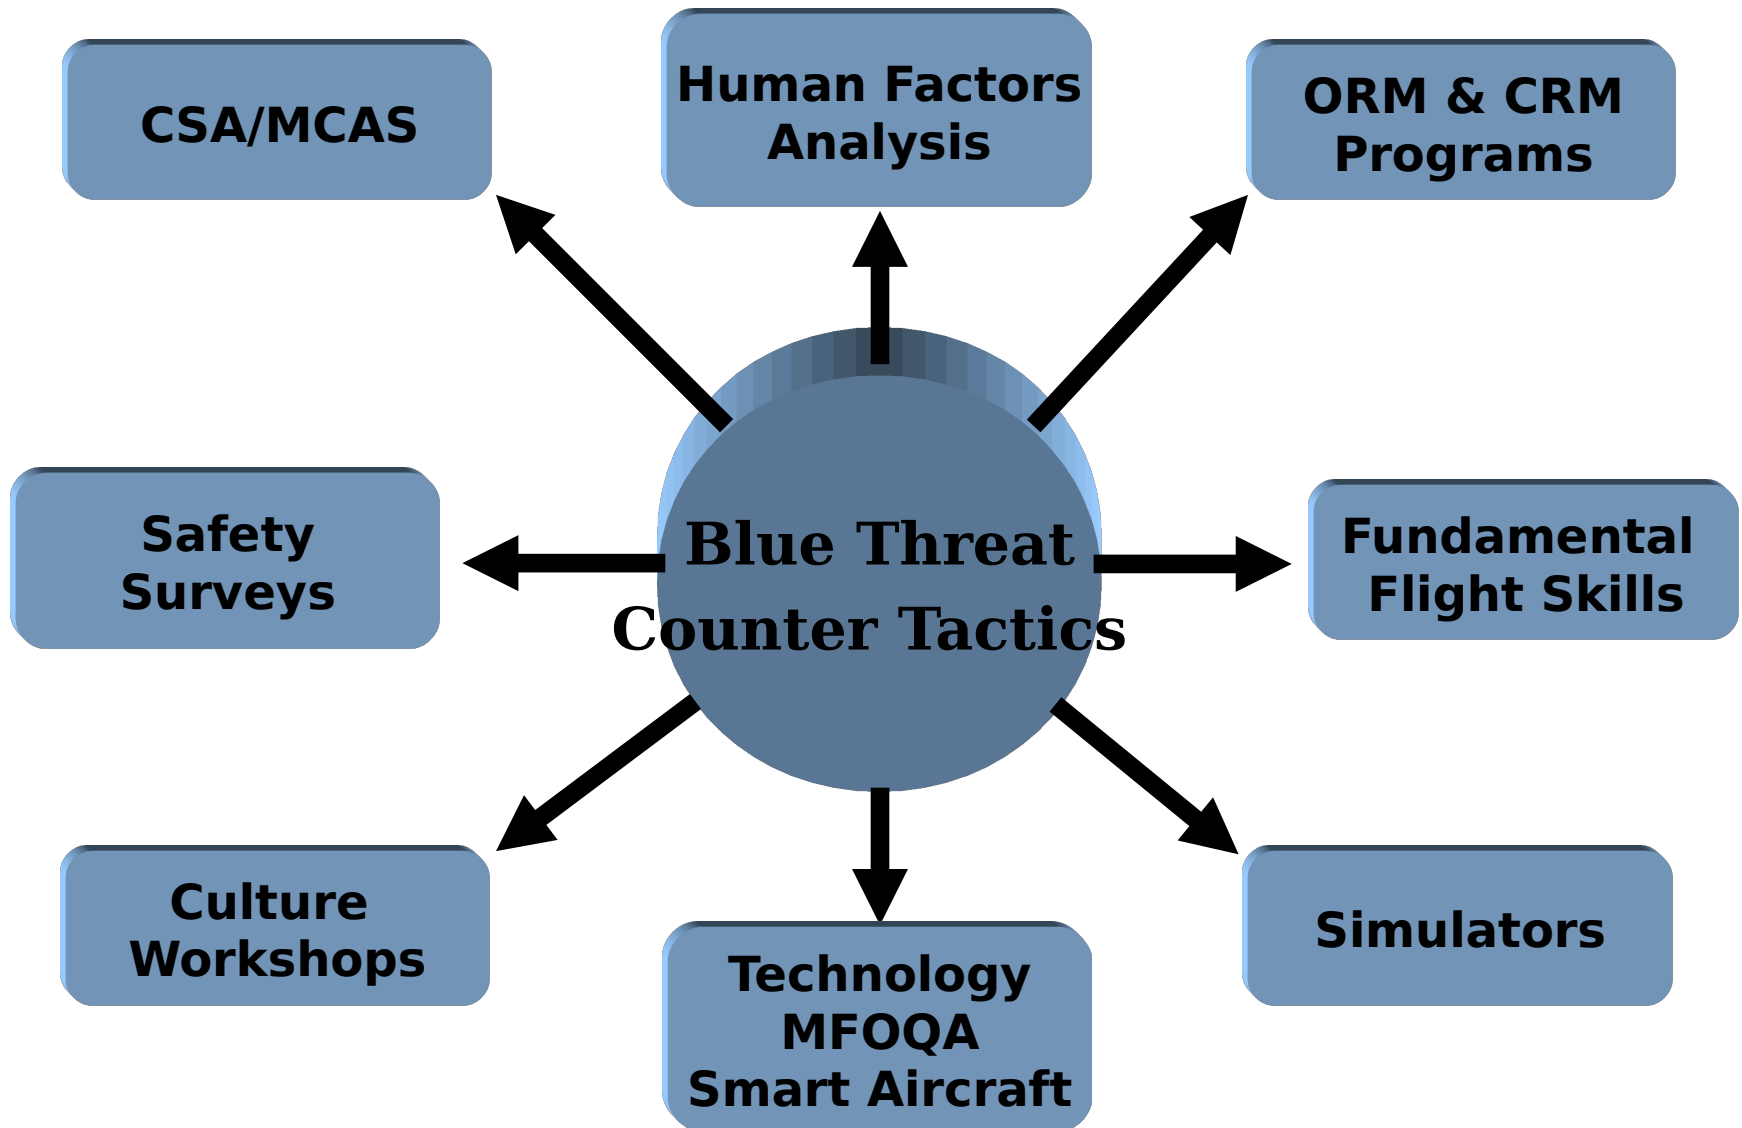 CSA/MCAS
Human Factors
Analysis
ORM & CRM
Programs
Safety
Surveys
Blue Threat
Counter Tactics
Fundamental
Flight Skills
Culture
Workshops
Technology
MFOQA
Smart Aircraft
Simulators